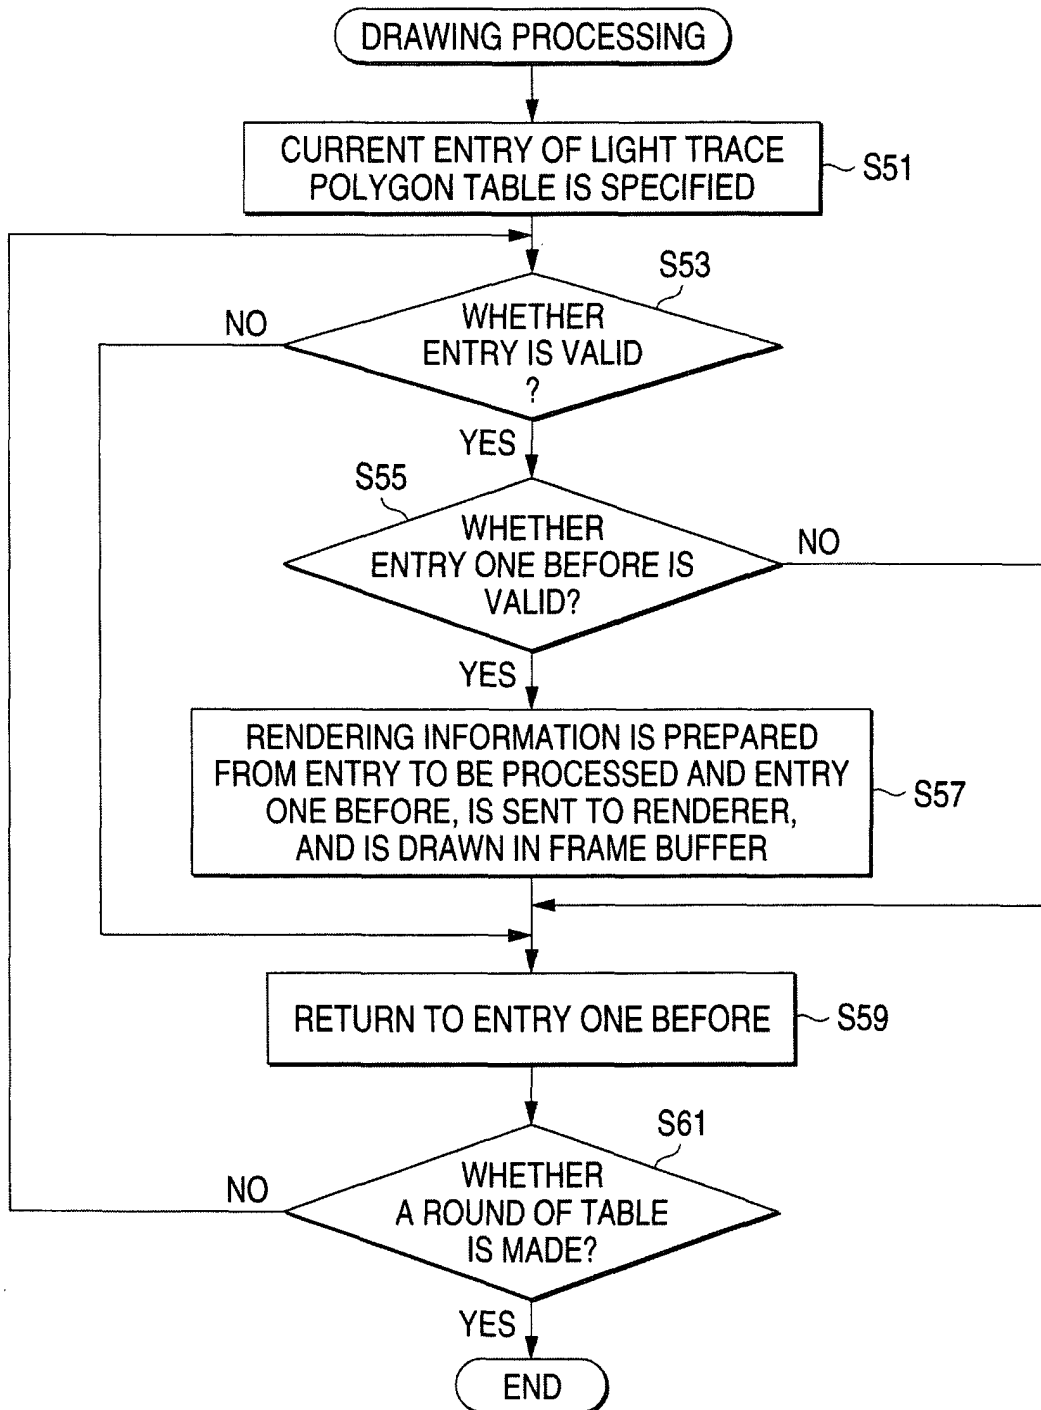 DRAWING PROCESSING
CURRENT ENTRY OF LIGHT TRACE
POLYGON TABLE IS SPECIFIED
S51
S53
WHETHER
ENTRY IS VALID
?
NO
YES
S55
WHETHER
ENTRY ONE BEFORE IS
VALID?
NO
YES
RENDERING INFORMATION IS PREPARED
FROM ENTRY TO BE PROCESSED AND ENTRY
ONE BEFORE, IS SENT TO RENDERER,
AND IS DRAWN IN FRAME BUFFER
S57
RETURN TO ENTRY ONE BEFORE
S59
S61
WHETHER
A ROUND OF TABLE
IS MADE?
NO
YES
END